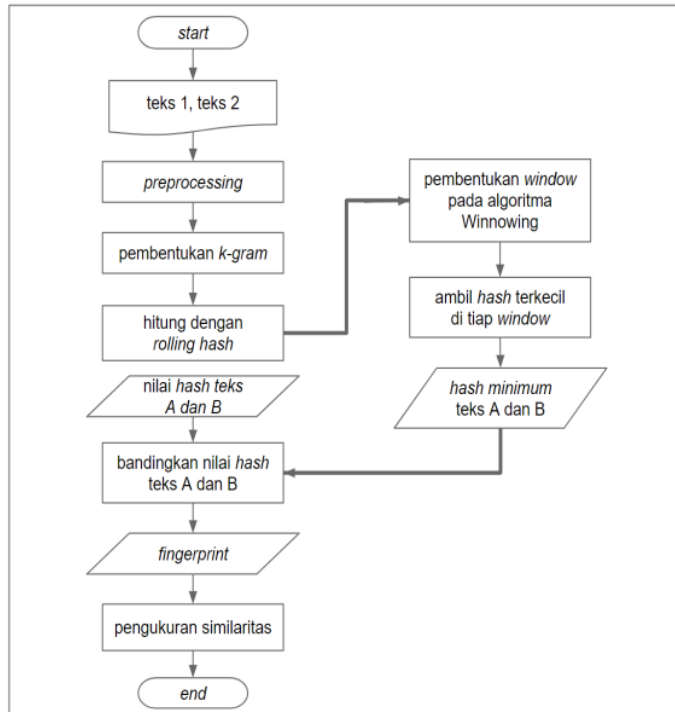 start
teks 1, teks 2
preprocessing
pembentukan k-gram
hitung dengan
rolling hash
nilai hash teks
A dan B
bandingkan nilai hash
teks A dan B
fingerprint
pengukuran similaritas
end
pembentukan window
pada algoritma
Winnowing
ambil hash terkecil
di tiap window
hash minimum
teks A dan B